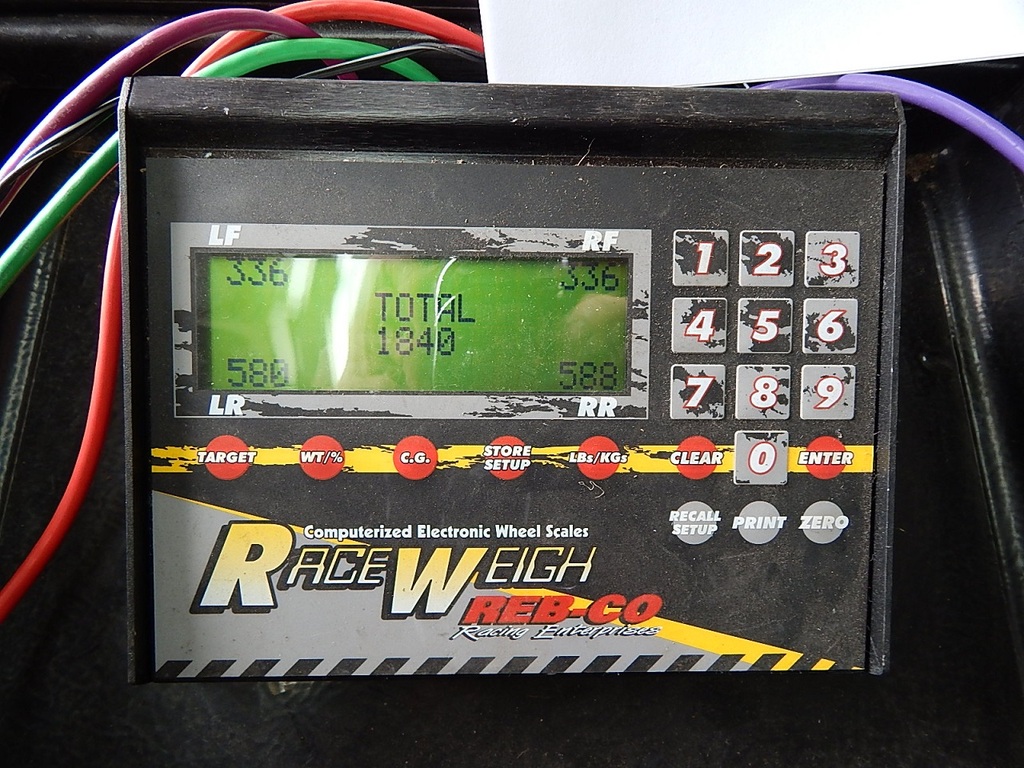 LF RF
336 336
TOTAL
1840
580 588
LR RR
1 2 3
4 5 6
7 8 9
TARGET WT/% C.G. STORE SETUP LBs/KGs CLEAR 0 ENTER
RECALL SETUP PRINT ZERO
Computerized Electronic Wheel Scales
RACEWEIGH
REB-CO
Racing Enterprises